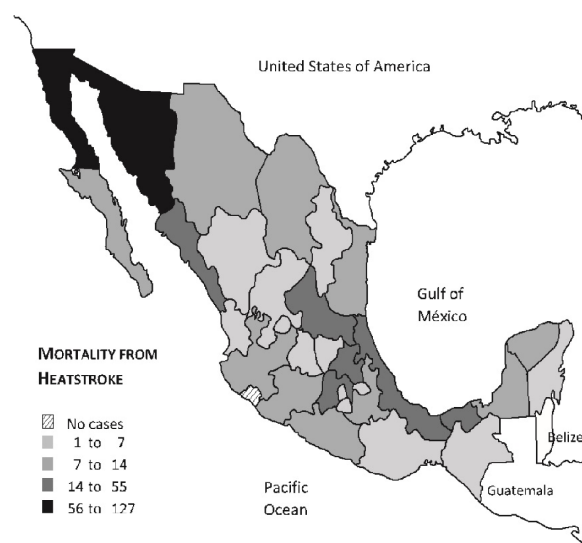 United States of America
Gulf of
México
MORTALITY FROM
HEATSTROKE
No cases
1 to 7
7 to 14
14 to 55
56 to 127
Belize
Guatemala
Pacific
Ocean